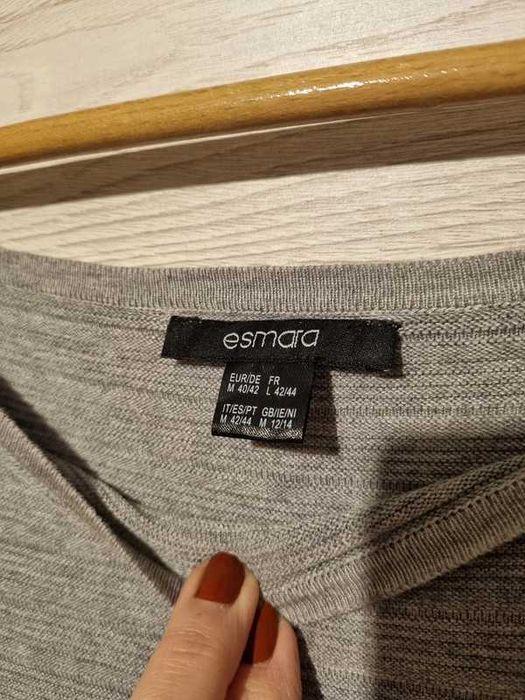 esmara
EUR/DE FR
M 40/42 L 42/44
IT/ES/PT GB/IE/NI
M 42/44 M 12/14